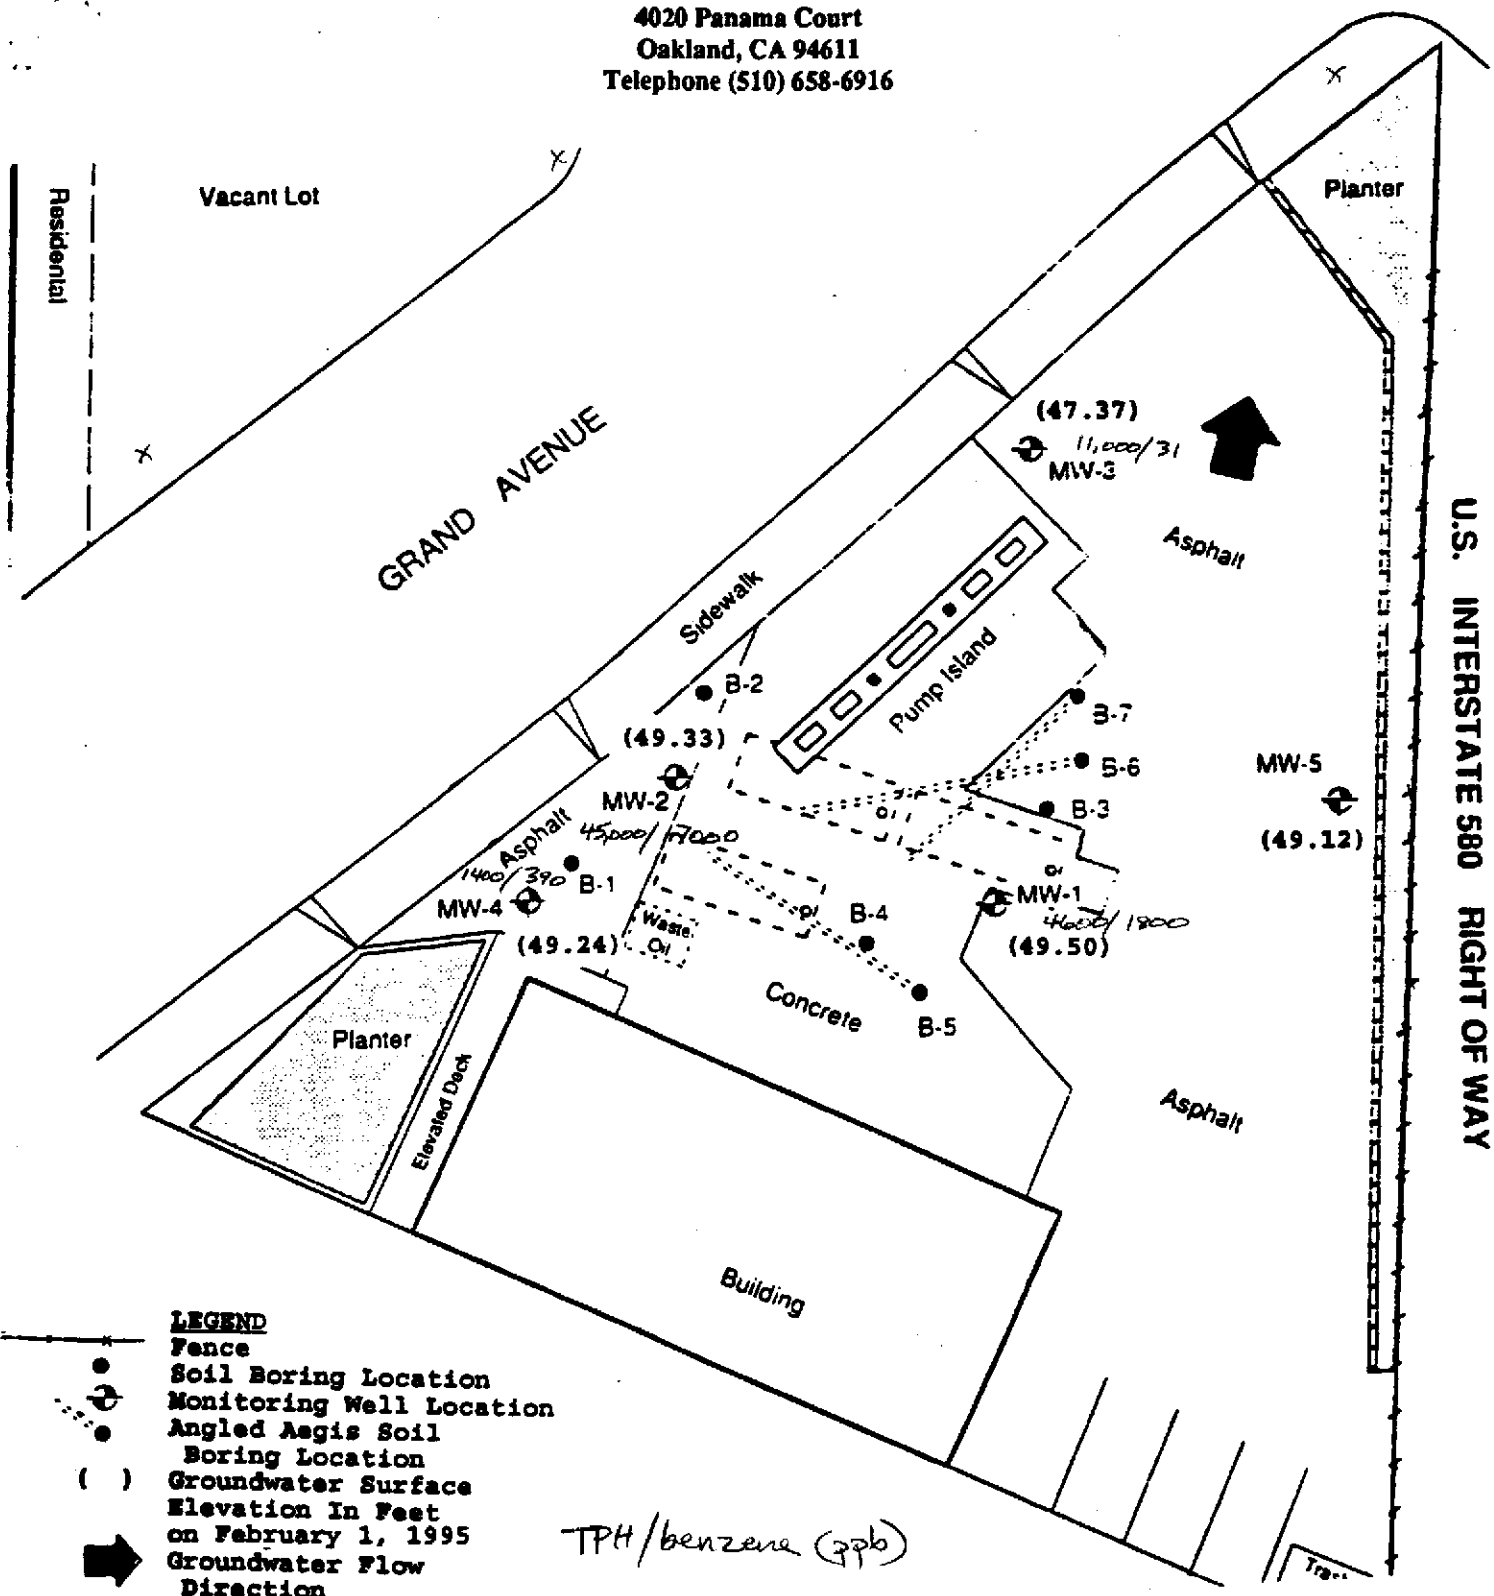 4020 Panama Court
Oakland, CA 94611
Telephone (510) 658-6916
Residental
Vacant Lot
Planter
GRAND AVENUE
(47.37)
11,000/31
MW-3
Asphalt
U.S. INTERSTATE 580 RIGHT OF WAY
Sidewalk
Pump Island
B-2
B-7
(49.33)
B-6
MW-5
MW-2
B-3
(49.12)
Asphalt
45,000/7000
1400/390
B-1
MW-4
(49.24)
Waste
Oil
B-4
MW-1
4600/1800
(49.50)
Concrete
B-5
Planter
Elevated Deck
Asphalt
Building
LEGEND
Fence
Soil Boring Location
Monitoring Well Location
Angled Aegis Soil
Boring Location
( ) Groundwater Surface
Elevation In Feet
on February 1, 1995
Groundwater Flow
Direction
TPH/benzene (ppb)